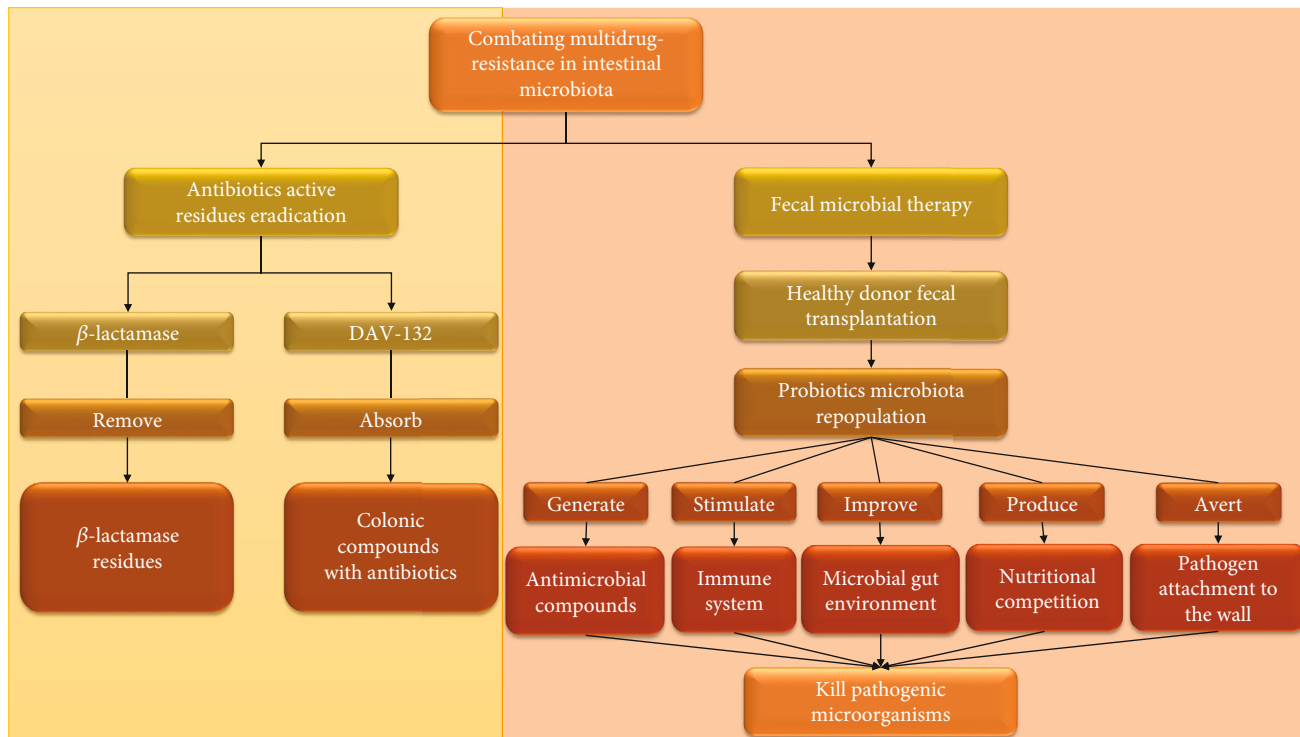 Combating multidrug-
resistance in intestinal
microbiota
Antibiotics active
residues eradication
Fecal microbial therapy
β-lactamase
DAV-132
Healthy donor fecal
transplantation
Remove
Absorb
Probiotics microbiota
repopulation
β-lactamase
residues
Colonic
compounds
with antibiotics
Generate
Stimulate
Improve
Produce
Avert
Antimicrobial
compounds
Immune
system
Microbial gut
environment
Nutritional
competition
Pathogen
attachment to
the wall
Kill pathogenic
microorganisms